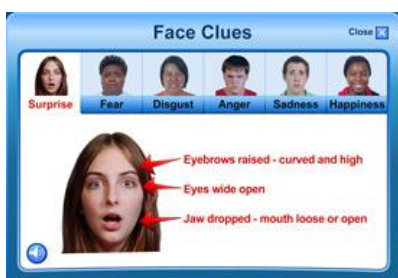 Face Clues
Close X
Surprise
Fear
Disgust
Anger
Sadness
Happiness
Eyebrows raised - curved and high
Eyes wide open
Jaw dropped - mouth loose or open